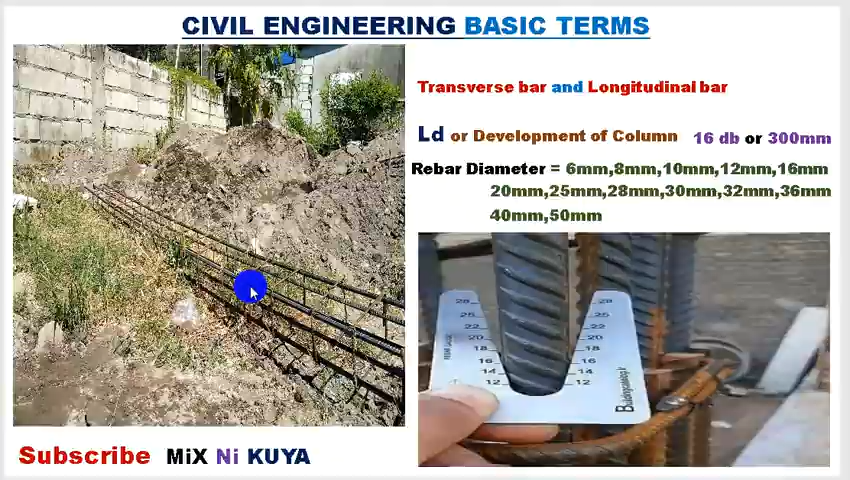 CIVIL ENGINEERING BASIC TERMS
Transverse bar and Longitudinal bar
Ld or Development of Column 16 db or 300mm
Rebar Diameter = 6mm,8mm,10mm,12mm,16mm
20mm,25mm,28mm,30mm,32mm,36mm
40mm,50mm
28 28
25 25
22 22
20 20
18 18
16 16
14 14
12 12
Subscribe MiX Ni KUYA